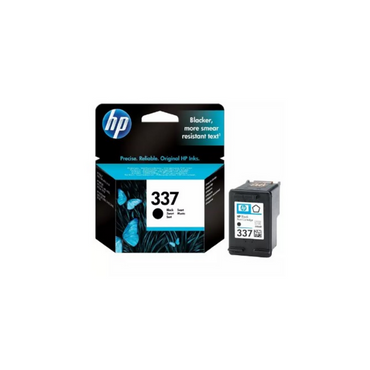 hp
Blacker,
more smear
resistant text*
Precise. Reliable. Original HP Inks.
337
Black
hp
337